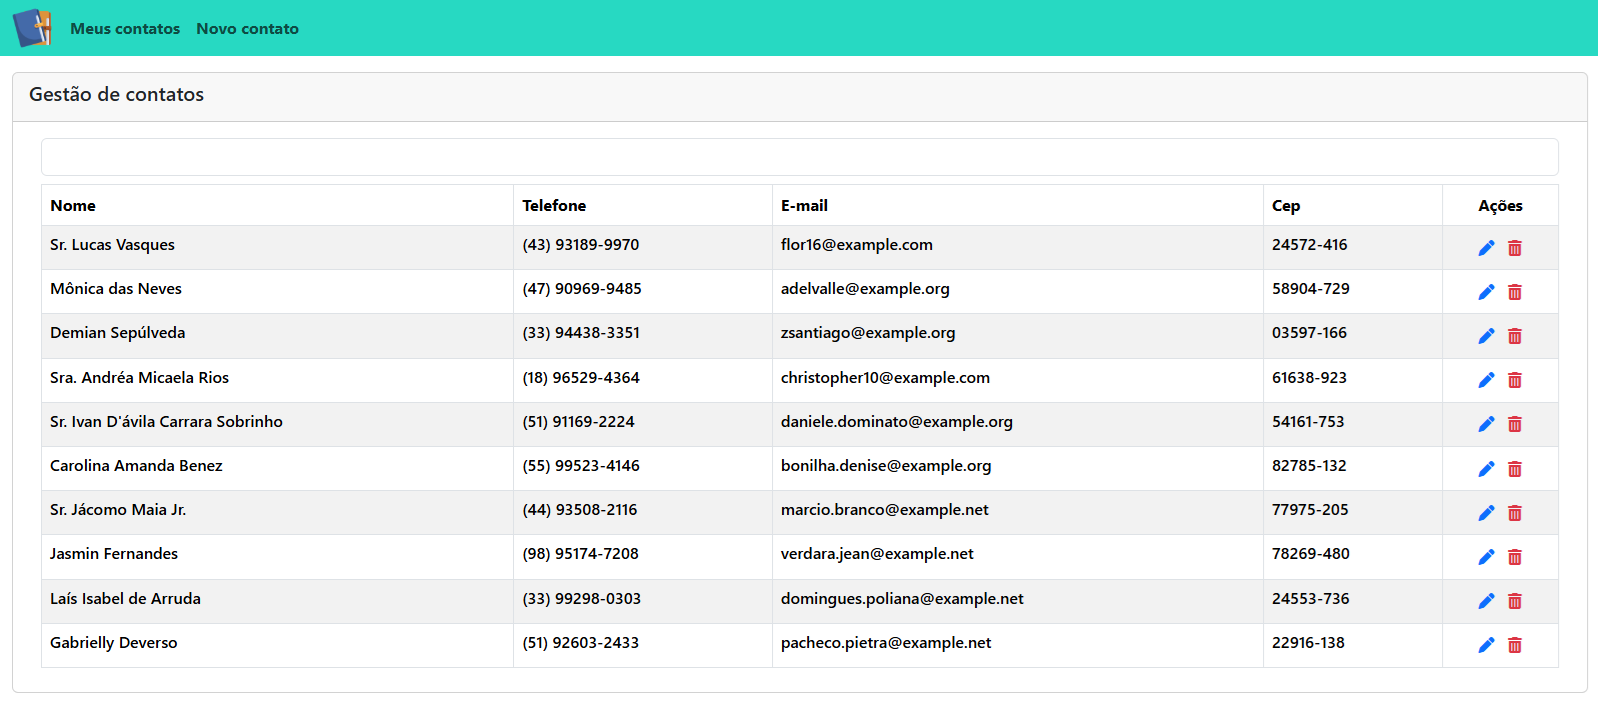 Meus contatos Novo contato
Gestão de contatos
Nome Telefone E-mail Cep Ações
Sr. Lucas Vasques (43) 93189-9970 flor16@example.com 24572-416
Mônica das Neves (47) 90969-9485 adelvalle@example.org 58904-729
Demian Sepúlveda (33) 94438-3351 zsantiago@example.org 03597-166
Sra. Andréa Micaela Rios (18) 96529-4364 christopher10@example.com 61638-923
Sr. Ivan D'ávila Carrara Sobrinho (51) 91169-2224 daniele.dominato@example.org 54161-753
Carolina Amanda Benez (55) 99523-4146 bonilha.denise@example.org 82785-132
Sr. Jácomo Maia Jr. (44) 93508-2116 marcio.branco@example.net 77975-205
Jasmin Fernandes (98) 95174-7208 verdara.jean@example.net 78269-480
Laís Isabel de Arruda (33) 99298-0303 domingues.poliana@example.net 24553-736
Gabrielly Deverso (51) 92603-2433 pacheco.pietra@example.net 22916-138